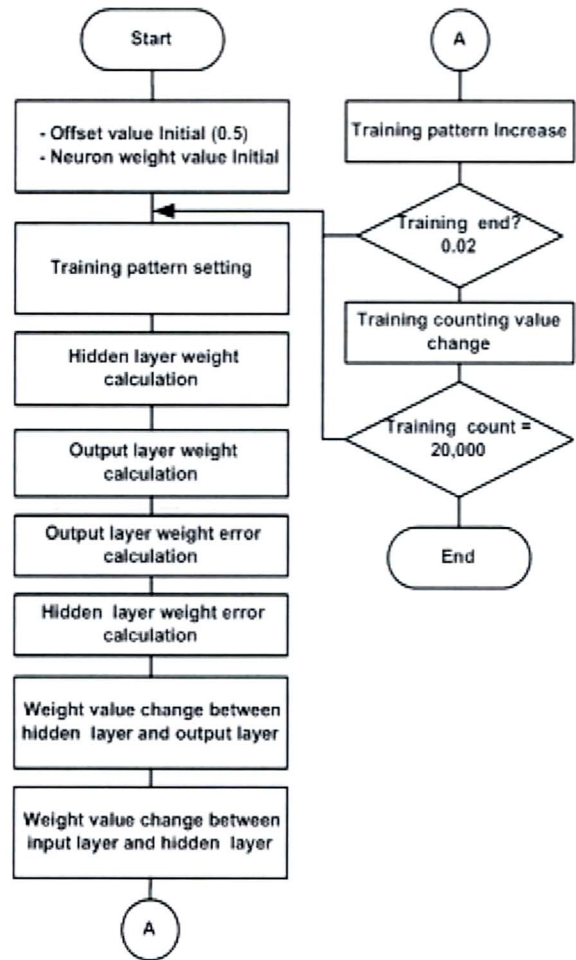 Start
- Offset value Initial (0.5)
- Neuron weight value Initial
Training pattern setting
Hidden layer weight
calculation
Output layer weight
calculation
Output layer weight error
calculation
Hidden layer weight error
calculation
Weight value change between
hidden layer and output layer
Weight value change between
input layer and hidden layer
A
A
Training pattern Increase
Training end?
0.02
Training counting value
change
Training count =
20,000
End